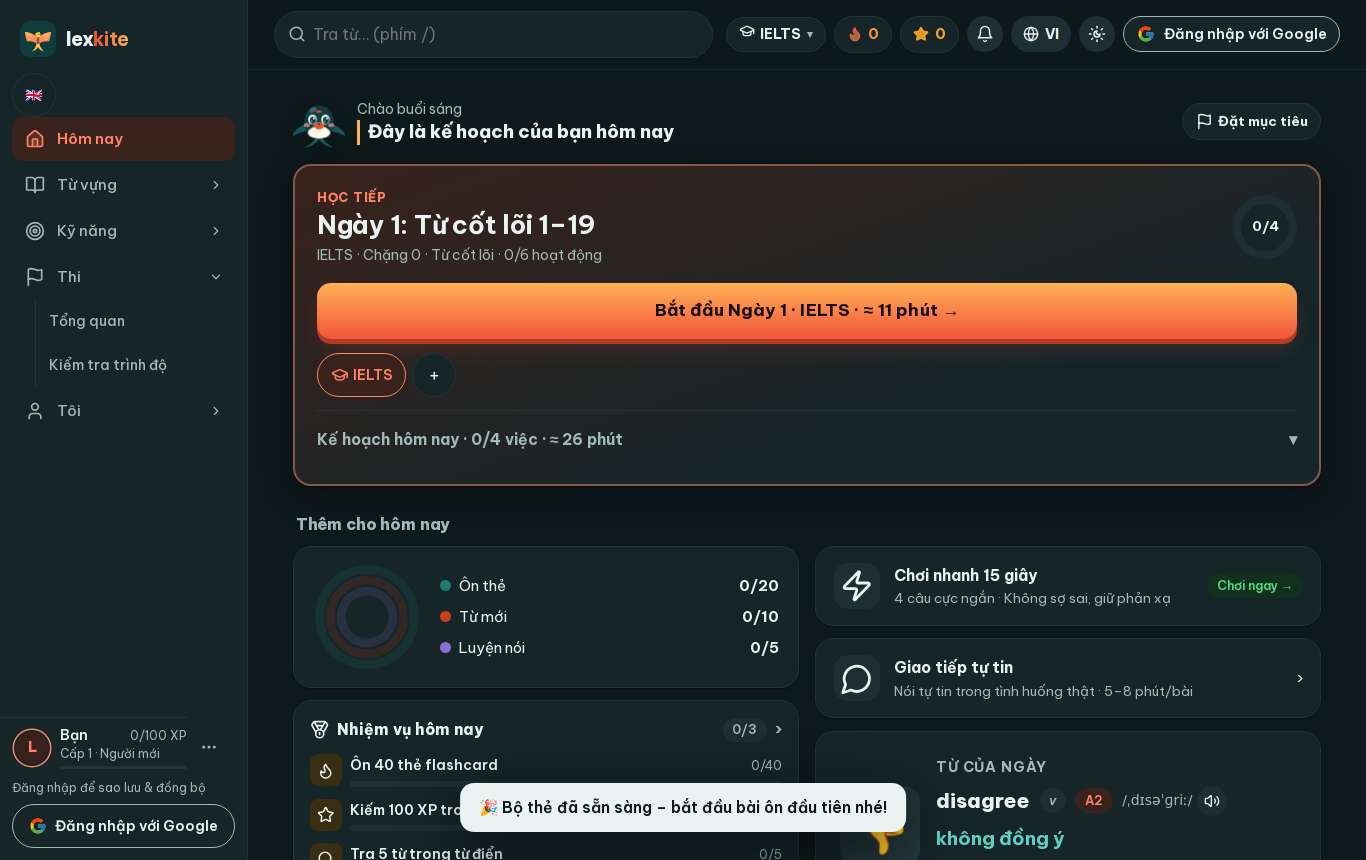 lexkite
Tra từ... (phím /)
IELTS ▾
0
0
VI
Đăng nhập với Google
Hôm nay
Từ vựng
Kỹ năng
Thi
Tổng quan
Kiểm tra trình độ
Tôi
L
Bạn
0/100 XP
Cấp 1 · Người mới
Đăng nhập để sao lưu & đồng bộ
Đăng nhập với Google
Chào buổi sáng
Đây là kế hoạch của bạn hôm nay
Đặt mục tiêu
HỌC TIẾP
Ngày 1: Từ cốt lõi 1–19
IELTS · Chặng 0 · Từ cốt lõi · 0/6 hoạt động
0/4
Bắt đầu Ngày 1 · IELTS · ≈ 11 phút →
IELTS
+
Kế hoạch hôm nay · 0/4 việc · ≈ 26 phút
Thêm cho hôm nay
Ôn thẻ 0/20
Từ mới 0/10
Luyện nói 0/5
Nhiệm vụ hôm nay 0/3 ›
Ôn 40 thẻ flashcard 0/40
Kiếm 100 XP
Tra 5 từ trong từ điển 0/5
Chơi nhanh 15 giây
4 câu cực ngắn · Không sợ sai, giữ phản xạ
Chơi ngay →
Giao tiếp tự tin
Nói tự tin trong tình huống thật · 5–8 phút/bài
TỪ CỦA NGÀY
disagree v A2 /ˌdɪsəˈɡriː/
không đồng ý
🎉 Bộ thẻ đã sẵn sàng – bắt đầu bài ôn đầu tiên nhé!